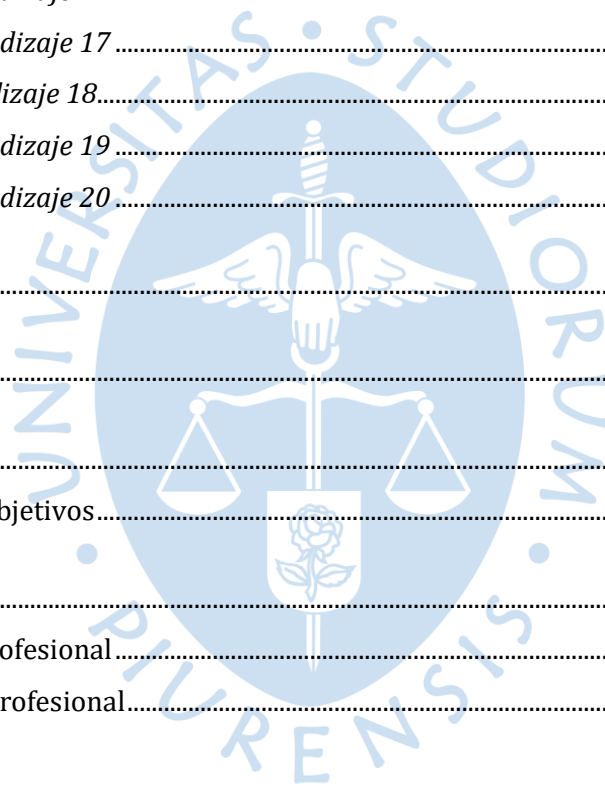 dizaje 17
dizaje 18
dizaje 19
dizaje 20
bjetivos
ofesional
rofesional
UNIVERSITAS • STUDIORUM • PIURENSIS •